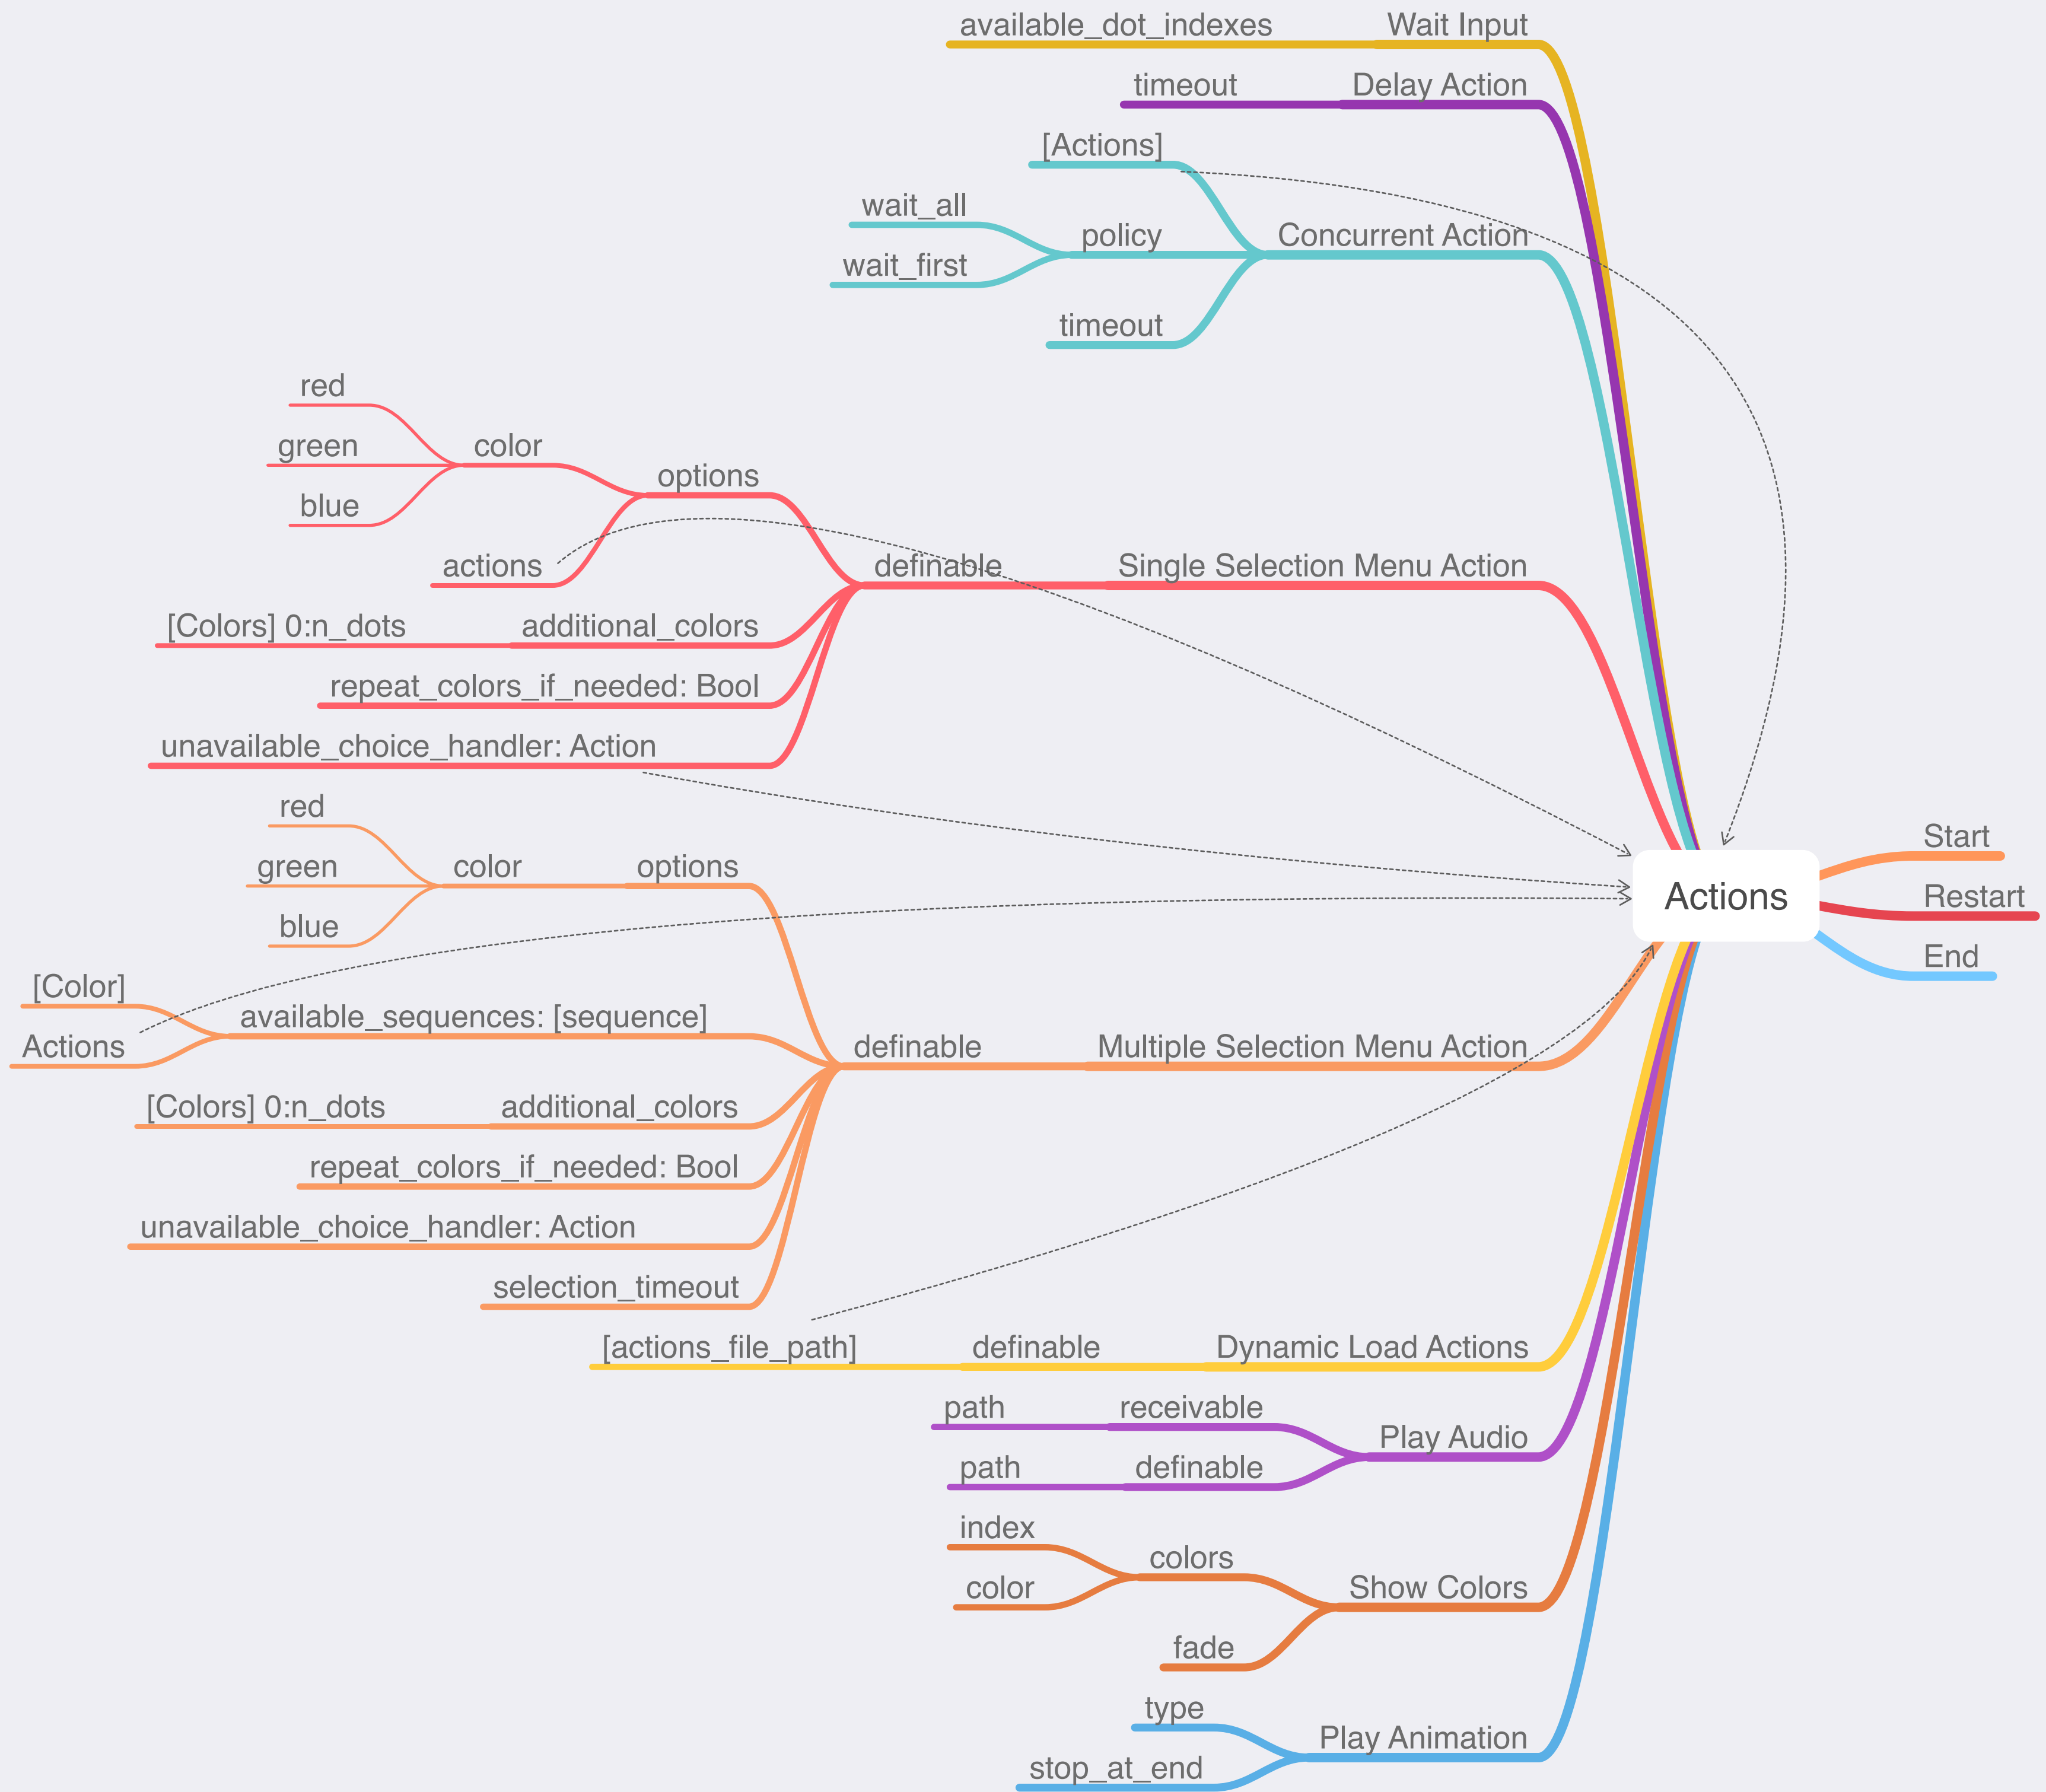 available_dot_indexes
Wait Input
timeout
Delay Action
[Actions]
wait_all
policy
Concurrent Action
wait_first
timeout
red
green
color
options
blue
actions
definable
Single Selection Menu Action
[Colors] 0:n_dots
additional_colors
repeat_colors_if_needed: Bool
unavailable_choice_handler: Action
red
green
color
options
blue
[Color]
available_sequences: [sequence]
Actions
definable
Multiple Selection Menu Action
[Colors] 0:n_dots
additional_colors
repeat_colors_if_needed: Bool
unavailable_choice_handler: Action
selection_timeout
[actions_file_path]
definable
Dynamic Load Actions
path
receivable
Play Audio
path
definable
index
colors
color
Show Colors
fade
type
Play Animation
stop_at_end
Actions
Start
Restart
End